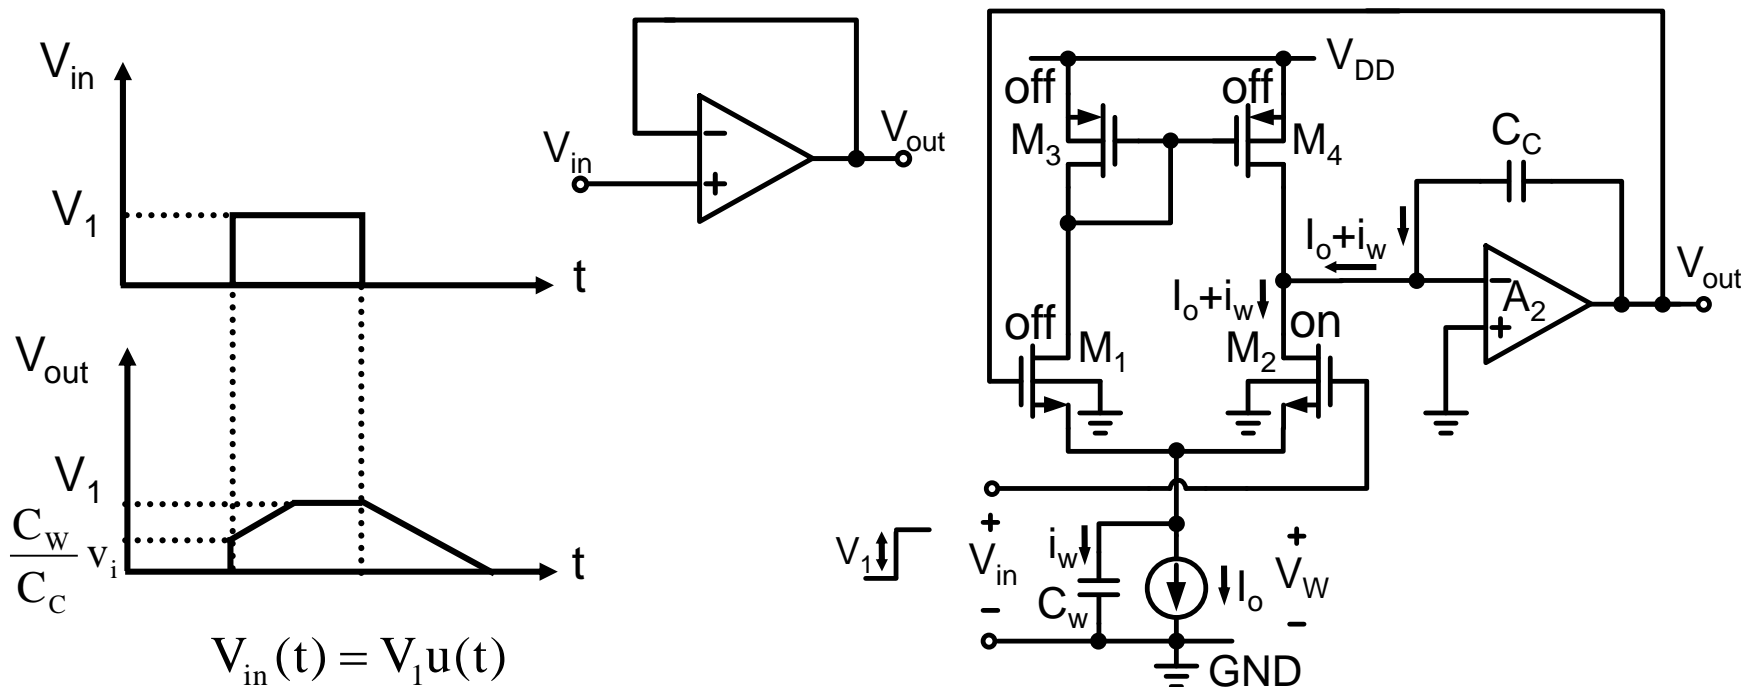 V_in
V_1
t
V_out
V_1
C_W/C_C v_i
t
V_in(t) = V_1u(t)
V_in
−
+
V_out
V_DD
off
off
M_3
M_4
C_C
I_o+i_w
I_o+i_w
V_out
−
A_2
+
off
on
M_1
M_2
V_1
+
V_in
−
i_w
C_w
I_o
+
V_W
−
GND